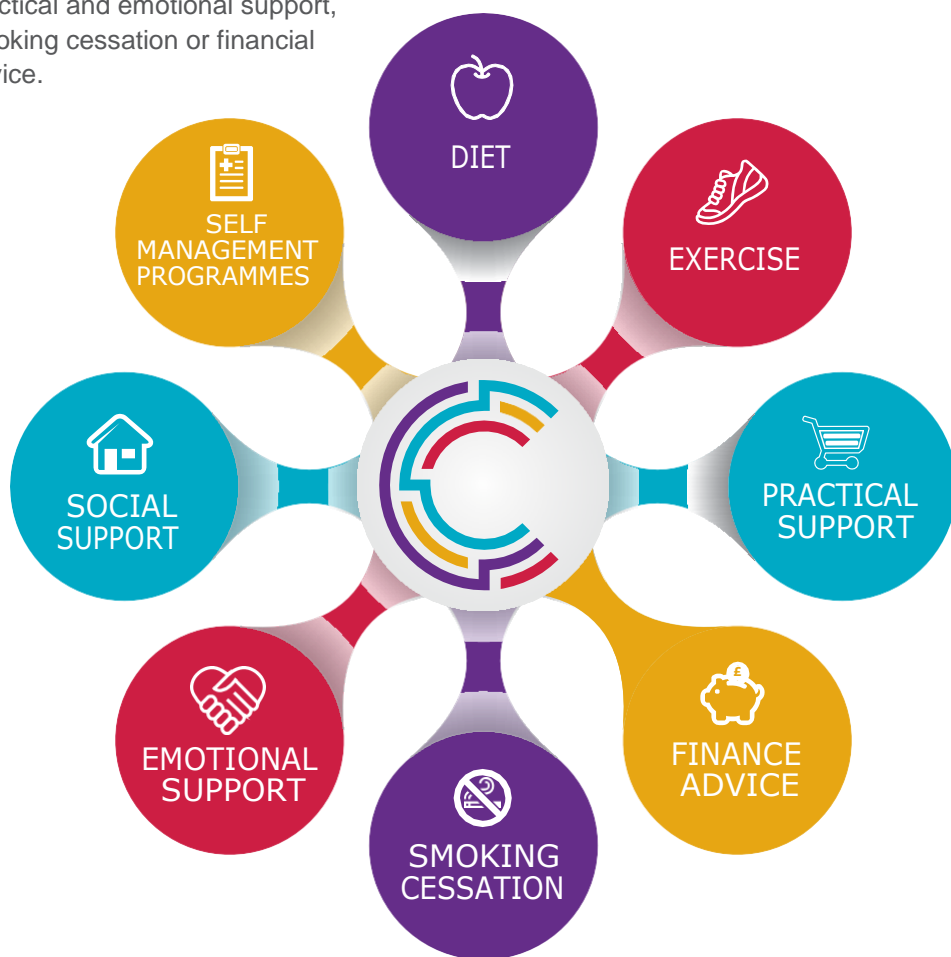 ctical and emotional support,
oking cessation or financial
vice.
DIET
EXERCISE
PRACTICAL
SUPPORT
FINANCE
ADVICE
£
SMOKING
CESSATION
EMOTIONAL
SUPPORT
SOCIAL
SUPPORT
SELF
MANAGEMENT
PROGRAMMES